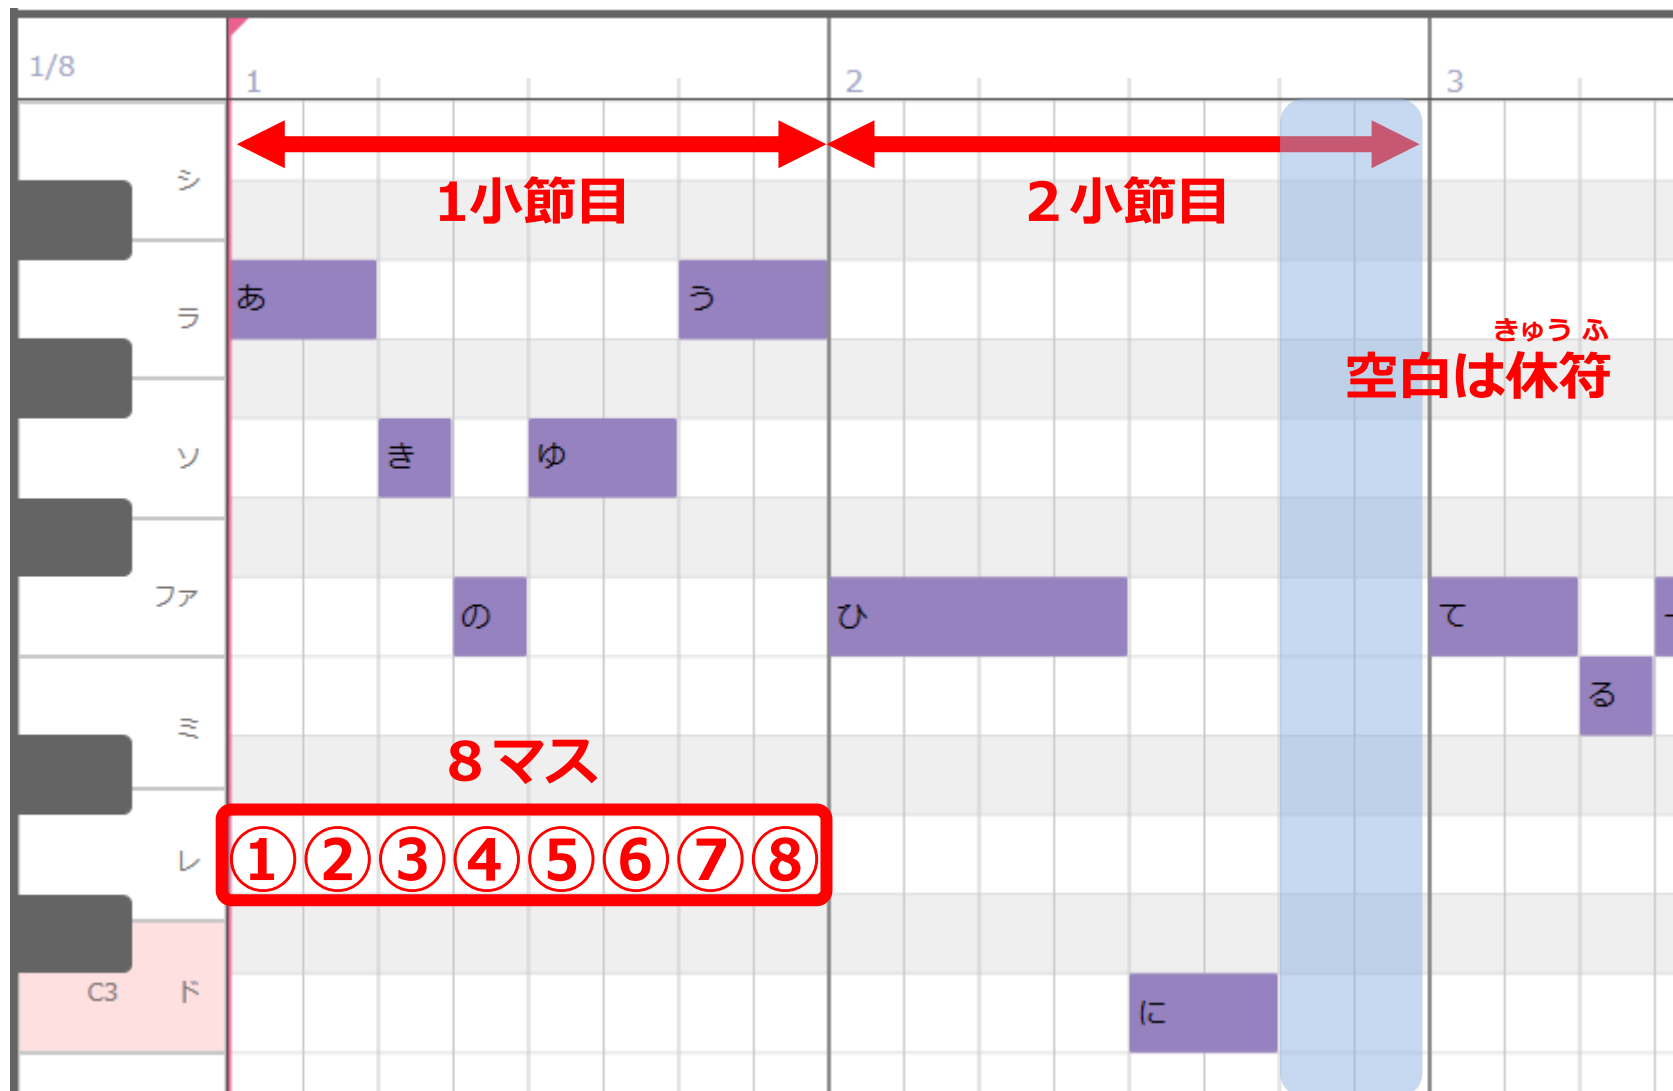 1/8
1
2
3
1小節目
2小節目
シ
あ
う
ラ
きゅうふ
空白は休符
き
ゆ
ソ
の
ひ
て
ファ
る
ミ
8マス
レ
①②③④⑤⑥⑦⑧
C3 ド
に